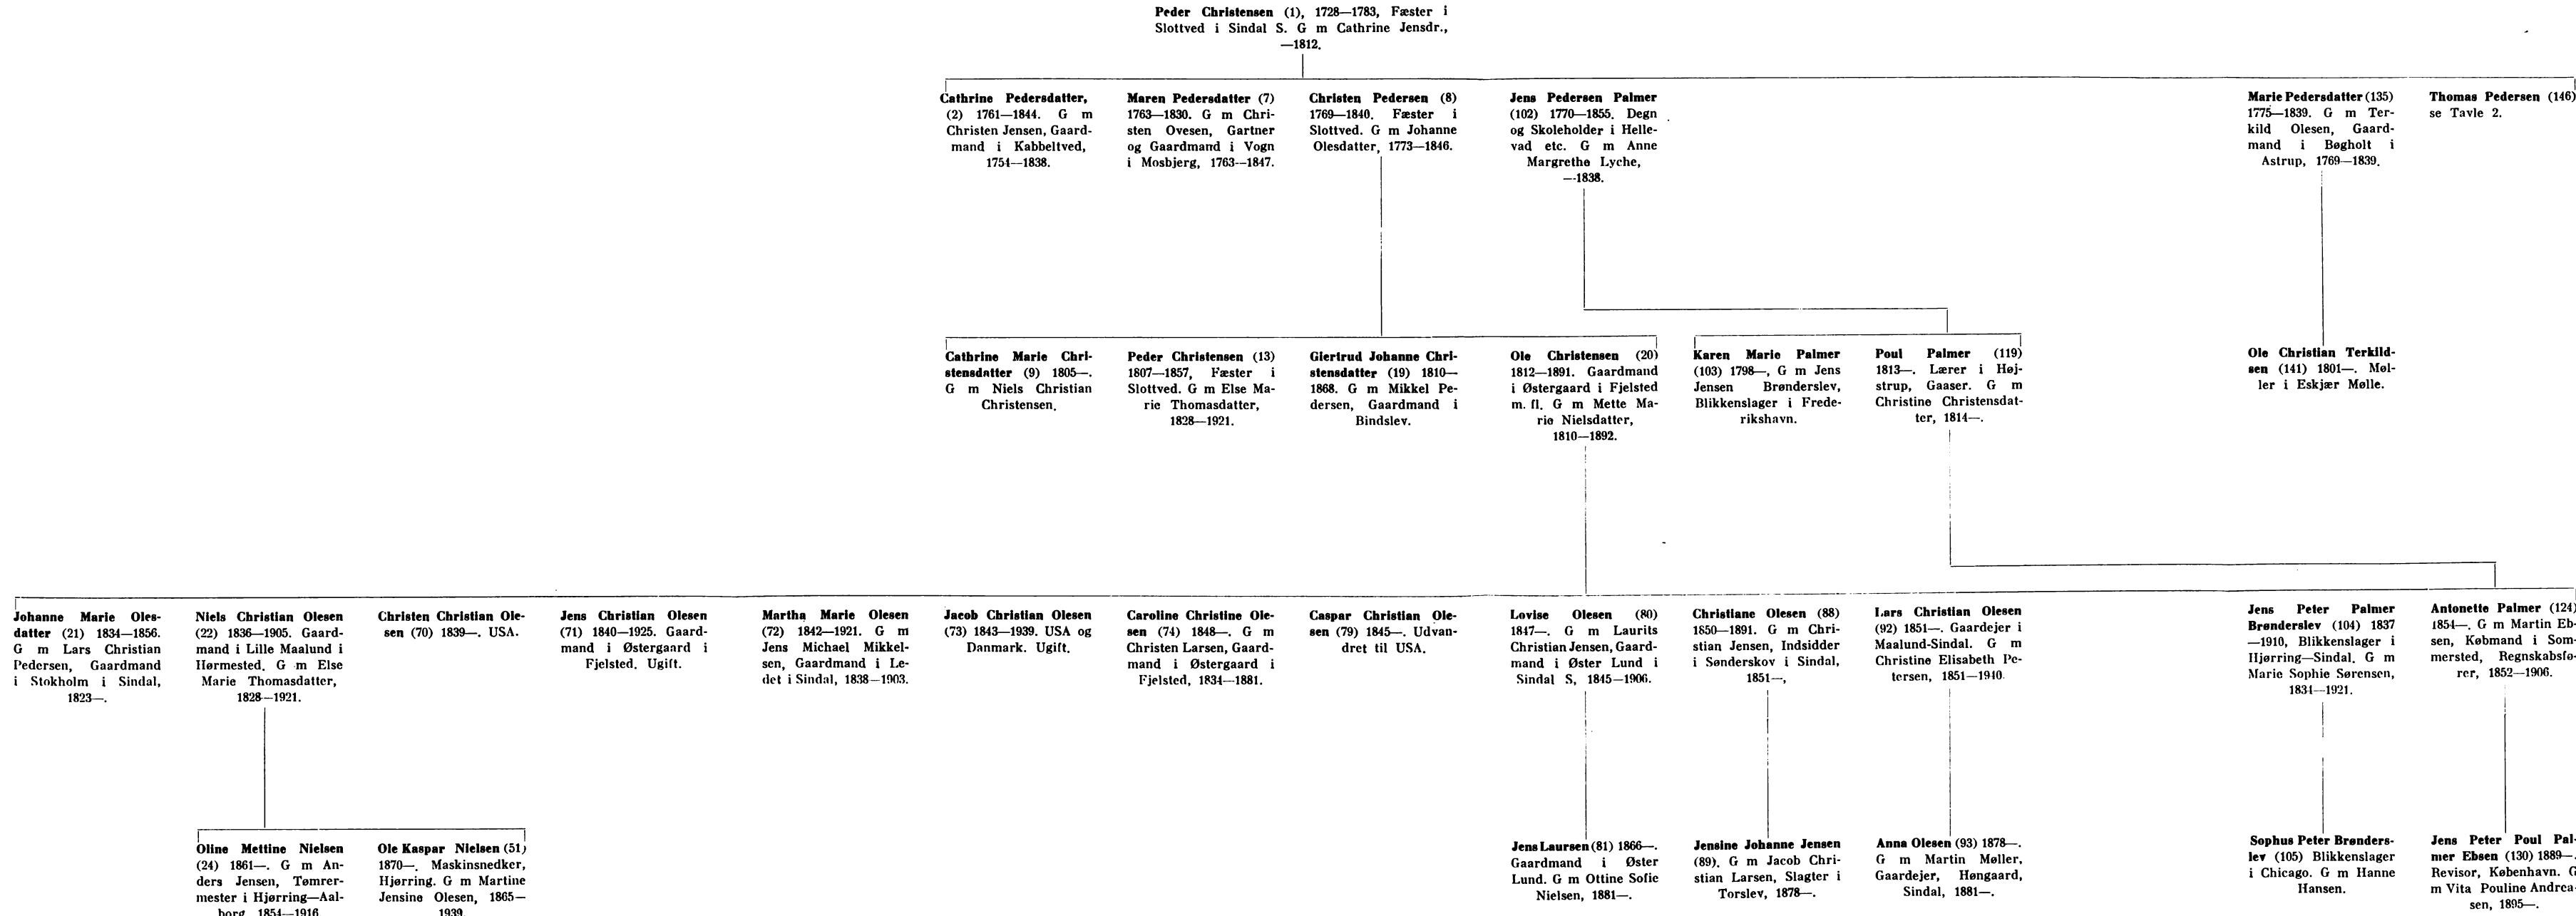 Peder Christensen (1), 1728—1783, Fæster i
Slottved i Sindal S. G m Cathrine Jensdr.,
—1812.
Cathrine Pedersdatter,
(2) 1761—1844. G m
Christen Jensen, Gaard-
mand i Kabbeltved,
1754—1838.
Maren Pedersdatter (7)
1763—1830. G m Chri-
sten Ovesen, Gartner
og Gaardmand i Vogn
i Mosbjerg, 1763—1847.
Christen Pedersen (8)
1769—1840. Fæster i
Slottved. G m Johanne
Olesdatter, 1773—1846.
Jens Pedersen Palmer
(102) 1770—1855. Degn
og Skoleholder i Helle-
vad etc. G m Anne
Margrethe Lyche,
—1838.
Marie Pedersdatter (135)
1775—1839. G m Ter-
kild Olesen, Gaard-
mand i Bøgholt i
Astrup, 1769—1839.
Thomas Pedersen (146)
se Tavle 2.
Cathrine Marie Chri-
stensdatter (9) 1805—.
G m Niels Christian
Christensen.
Peder Christensen (13)
1807—1857, Fæster i
Slottved. G m Else Ma-
rie Thomasdatter,
1828—1921.
Giertrud Johanne Chri-
stensdatter (19) 1810—
1868. G m Mikkel Pe-
dersen, Gaardmand i
Bindslev.
Ole Christensen (20)
1812—1891. Gaardmand
i Østergaard i Fjelsted
m. fl. G m Mette Ma-
rie Nielsdatter,
1810—1892.
Karen Marie Palmer
(103) 1798—, G m Jens
Jensen Brønderslev,
Blikkenslager i Frede-
rikshavn.
Poul Palmer (119)
1813—. Lærer i Høj-
strup, Gaaser. G m
Christine Christensdat-
ter, 1814—.
Ole Christian Terkild-
sen (141) 1801—. Møl-
ler i Eskjær Mølle.
Johanne Marie Oles-
datter (21) 1834—1856.
G m Lars Christian
Pedersen, Gaardmand
i Stokholm i Sindal,
1823—.
Niels Christian Olesen
(22) 1836—1905. Gaard-
mand i Lille Maalund i
Hørmested. G m Else
Marie Thomasdatter,
1828—1921.
Christen Christian Ole-
sen (70) 1839—. USA.
Jens Christian Olesen
(71) 1840—1925. Gaard-
mand i Østergaard i
Fjelsted. Ugift.
Martha Marie Olesen
(72) 1842—1921. G m
Jens Michael Mikkel-
sen, Gaardmand i Le-
det i Sindal, 1838—1903.
Jacob Christian Olesen
(73) 1843—1939. USA og
Danmark. Ugift.
Caroline Christine Ole-
sen (74) 1848—. G m
Christen Larsen, Gaard-
mand i Østergaard i
Fjelsted, 1834—1881.
Caspar Christian Ole-
sen (79) 1845—. Udvan-
dret til USA.
Lovise Olesen (80)
1847—. G m Laurits
Christian Jensen, Gaard-
mand i Øster Lund i
Sindal S, 1845—1906.
Christiane Olesen (88)
1850—1891. G m Chri-
stian Jensen, Indsidder
i Sønderskov i Sindal,
1851—,
Lars Christian Olesen
(92) 1851—. Gaardejer i
Maalund-Sindal. G m
Christine Elisabeth Pe-
tersen, 1851—1940.
Jens Peter Palmer
Brønderslev (104) 1837
—1910, Blikkenslager i
Hjørring—Sindal. G m
Marie Sophie Sørensen,
1834—1921.
Antonette Palmer (124)
1854—. G m Martin Eb-
sen, Købmand i Som-
mersted, Regnskabsfø-
rer, 1852—1906.
Oline Mettine Nielsen
(24) 1861—. G m An-
ders Jensen, Tømrer-
mester i Hjørring—Aal-
borg, 1854—1916
Ole Kaspar Nielsen (51)
1870—. Maskinsnedker,
Hjørring. G m Martine
Jensine Olesen, 1865—
1939.
Jens Laursen (81) 1866—.
Gaardmand i Øster
Lund. G m Ottine Sofie
Nielsen, 1881—.
Jensine Johanne Jensen
(89). G m Jacob Chri-
stian Larsen, Slagter i
Torslev, 1878—.
Anna Olesen (93) 1878—.
G m Martin Møller,
Gaardejer, Høngaard,
Sindal, 1881—.
Sophus Peter Brønders-
lev (105) Blikkenslager
i Chicago. G m Hanne
Hansen.
Jens Peter Poul Pal-
mer Ebsen (130) 1889—.
Revisor, København. G
m Vita Pouline Andrea-
sen, 1895—.